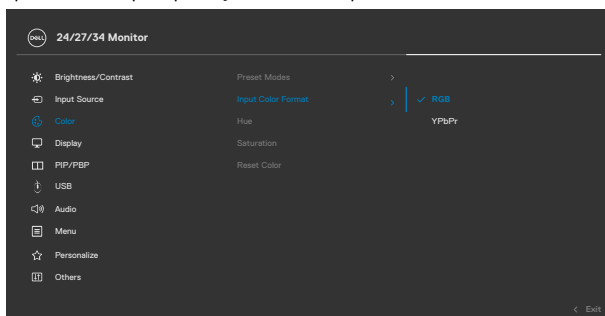 DELL
24/27/34 Monitor
Brightness/Contrast
Preset Modes >
Input Source
Input Color Format >
✓ RGB
Color
Hue
YPbPr
Display
Saturation
PIP/PBP
Reset Color
USB
Audio
Menu
Personalize
Others
< Exit